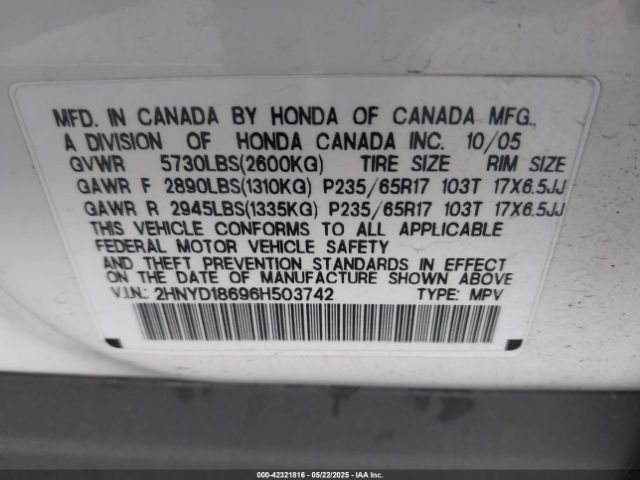 MFD. IN CANADA BY HONDA OF CANADA MFG.,
A DIVISION OF HONDA CANADA INC. 10/05
GVWR 5730LBS(2600KG) TIRE SIZE RIM SIZE
GAWR F 2890LBS(1310KG) P235/65R17 103T 17X6.5JJ
GAWR R 2945LBS(1335KG) P235/65R17 103T 17X6.5JJ
THIS VEHICLE CONFORMS TO ALL APPLICABLE
FEDERAL MOTOR VEHICLE SAFETY
AND THEFT PREVENTION STANDARDS IN EFFECT
ON THE DATE OF MANUFACTURE SHOWN ABOVE
V.I.N.: 2HNYD18696H503742 TYPE: MPV
000-42321816 - 05/22/2025 - IAA Inc.